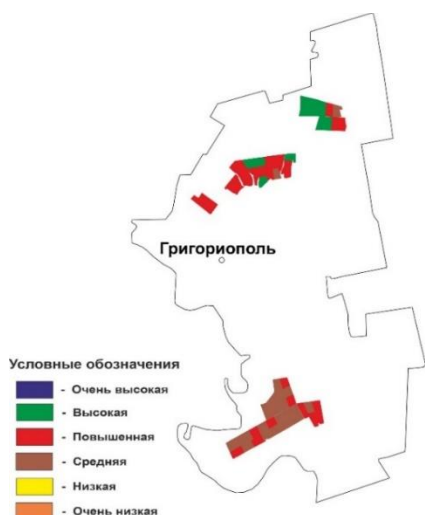 Григориополь
Условные обозначения
- Очень высокая
- Высокая
- Повышенная
- Средняя
- Низкая
- Очень низкая